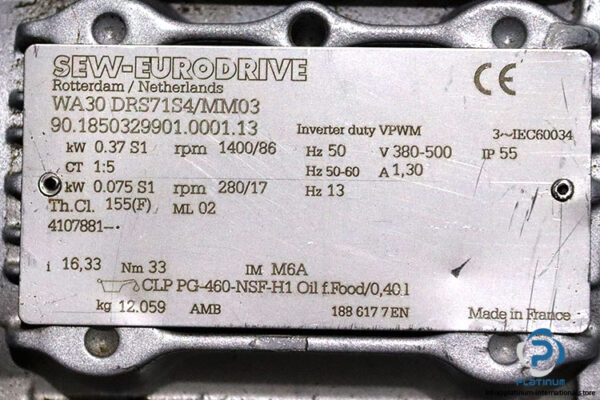 SEW-EURODRIVE
Rotterdam / Netherlands
CE
WA30 DRS71S4/MM03
90.1850329901.0001.13 Inverter duty VPWM 3~IEC60034
kW 0.37 S1 rpm 1400/86 Hz 50 V 380-500 IP 55
CT 1:5 Hz 50-60 A 1,30
kW 0.075 S1 rpm 280/17 Hz 13
Th.Cl. 155(F) ML 02
4107881-.
i 16,33 Nm 33 IM M6A
CLP PG-460-NSF-H1 Oil f.Food/0,40.l
kg 12.059 AMB 188 617 7 EN Made in France
PLATINUM